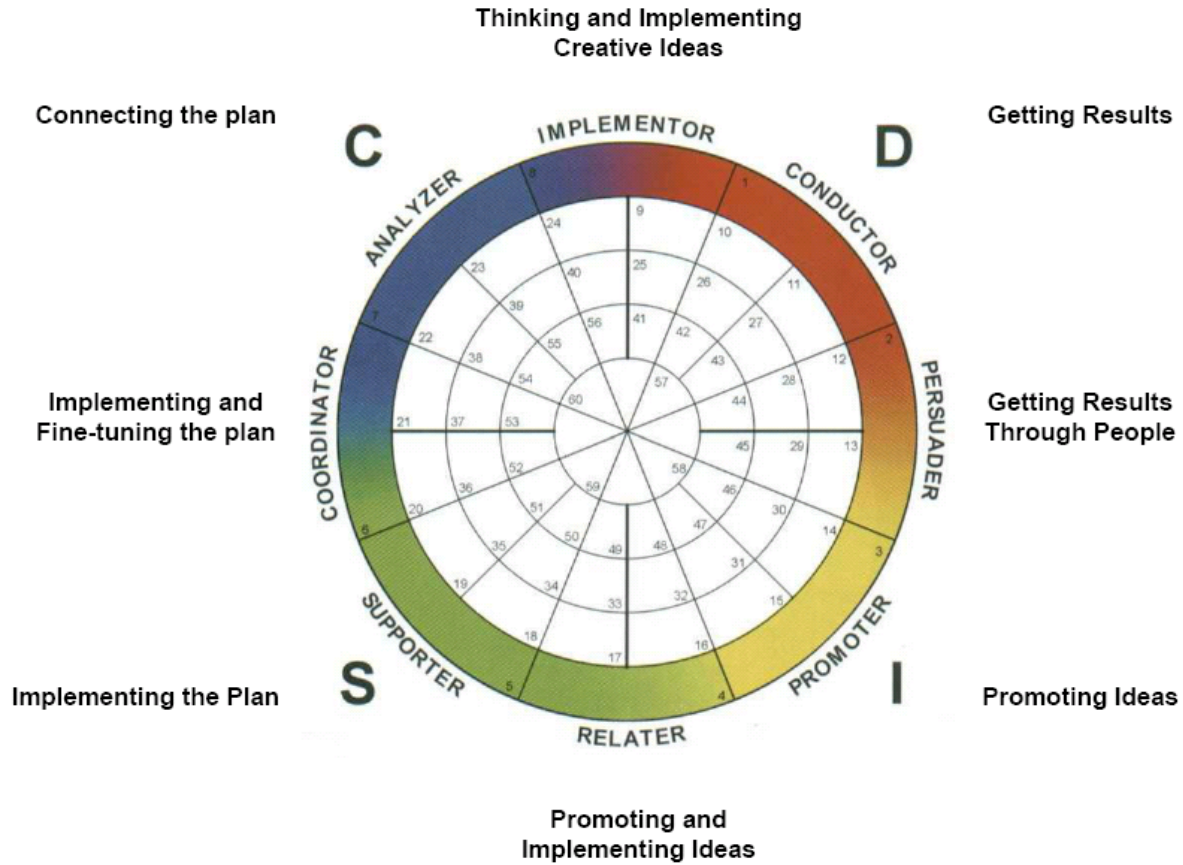 Thinking and Implementing
Creative Ideas
Connecting the plan
C
IMPLEMENTOR
D
Getting Results
ANALYZER
CONDUCTOR
8
1
24
9
10
23
40
25
26
11
7
39
56
41
42
27
2
22
38
55
43
28
12
54
60
57
44
COORDINATOR
PERSUADER
Implementing and
Fine-tuning the plan
Getting Results
Through People
21
37
53
45
29
13
52
59
58
46
6
20
36
51
47
30
14
3
35
50
49
48
31
19
34
33
32
15
18
17
16
5
4
SUPPORTER
PROMOTER
Implementing the Plan
S
RELATER
I
Promoting Ideas
Promoting and
Implementing Ideas